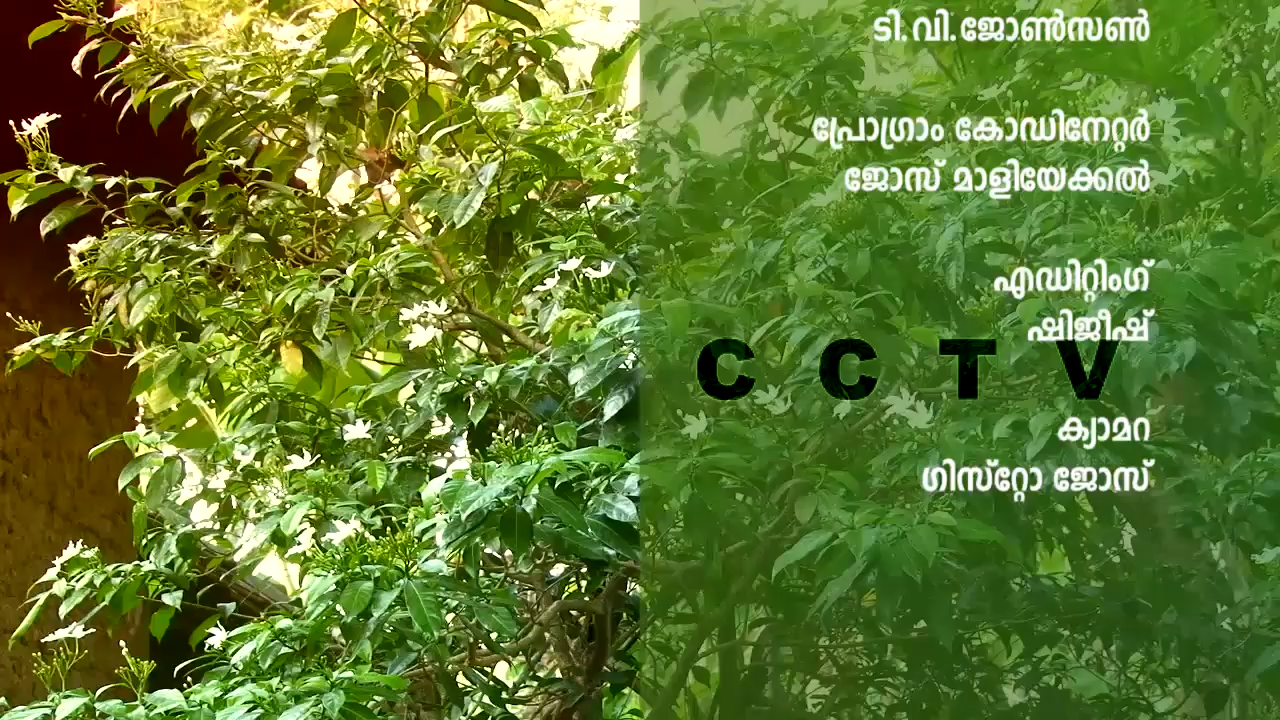 ടി.വി.ജോൺസൺ
പ്രോഗ്രാം കോഡിനേറ്റർ
ജോസ് മാളിയേക്കൽ
എഡിറ്റിംഗ്
ഷിജീഷ്
C C T V
ക്യാമറ
ഗിസ്റ്റോ ജോസ്